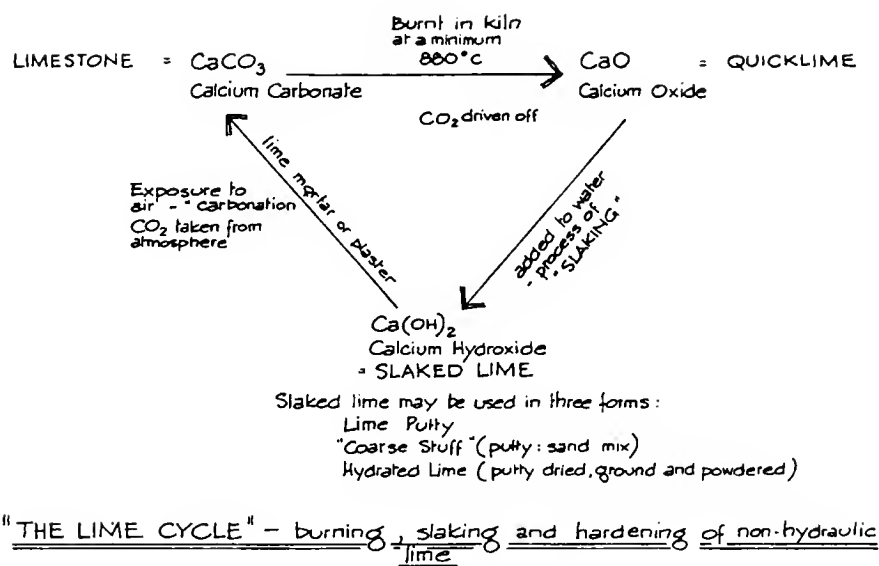 Burnt in kiln
at a minimum
880°C
LIMESTONE = CaCO₃
Calcium Carbonate
CaO = QUICKLIME
Calcium Oxide
CO₂ driven off
Exposure to
air - "carbonation
CO₂ taken from
atmosphere
lime mortar or plaster
added to water
- process of
"SLAKING"
Ca(OH)₂
Calcium Hydroxide
= SLAKED LIME
Slaked lime may be used in three forms :
Lime Putty
"Coarse Stuff" (putty : sand mix)
Hydrated Lime (putty dried, ground and powdered)
"THE LIME CYCLE" - burning, slaking and hardening of non-hydraulic
lime